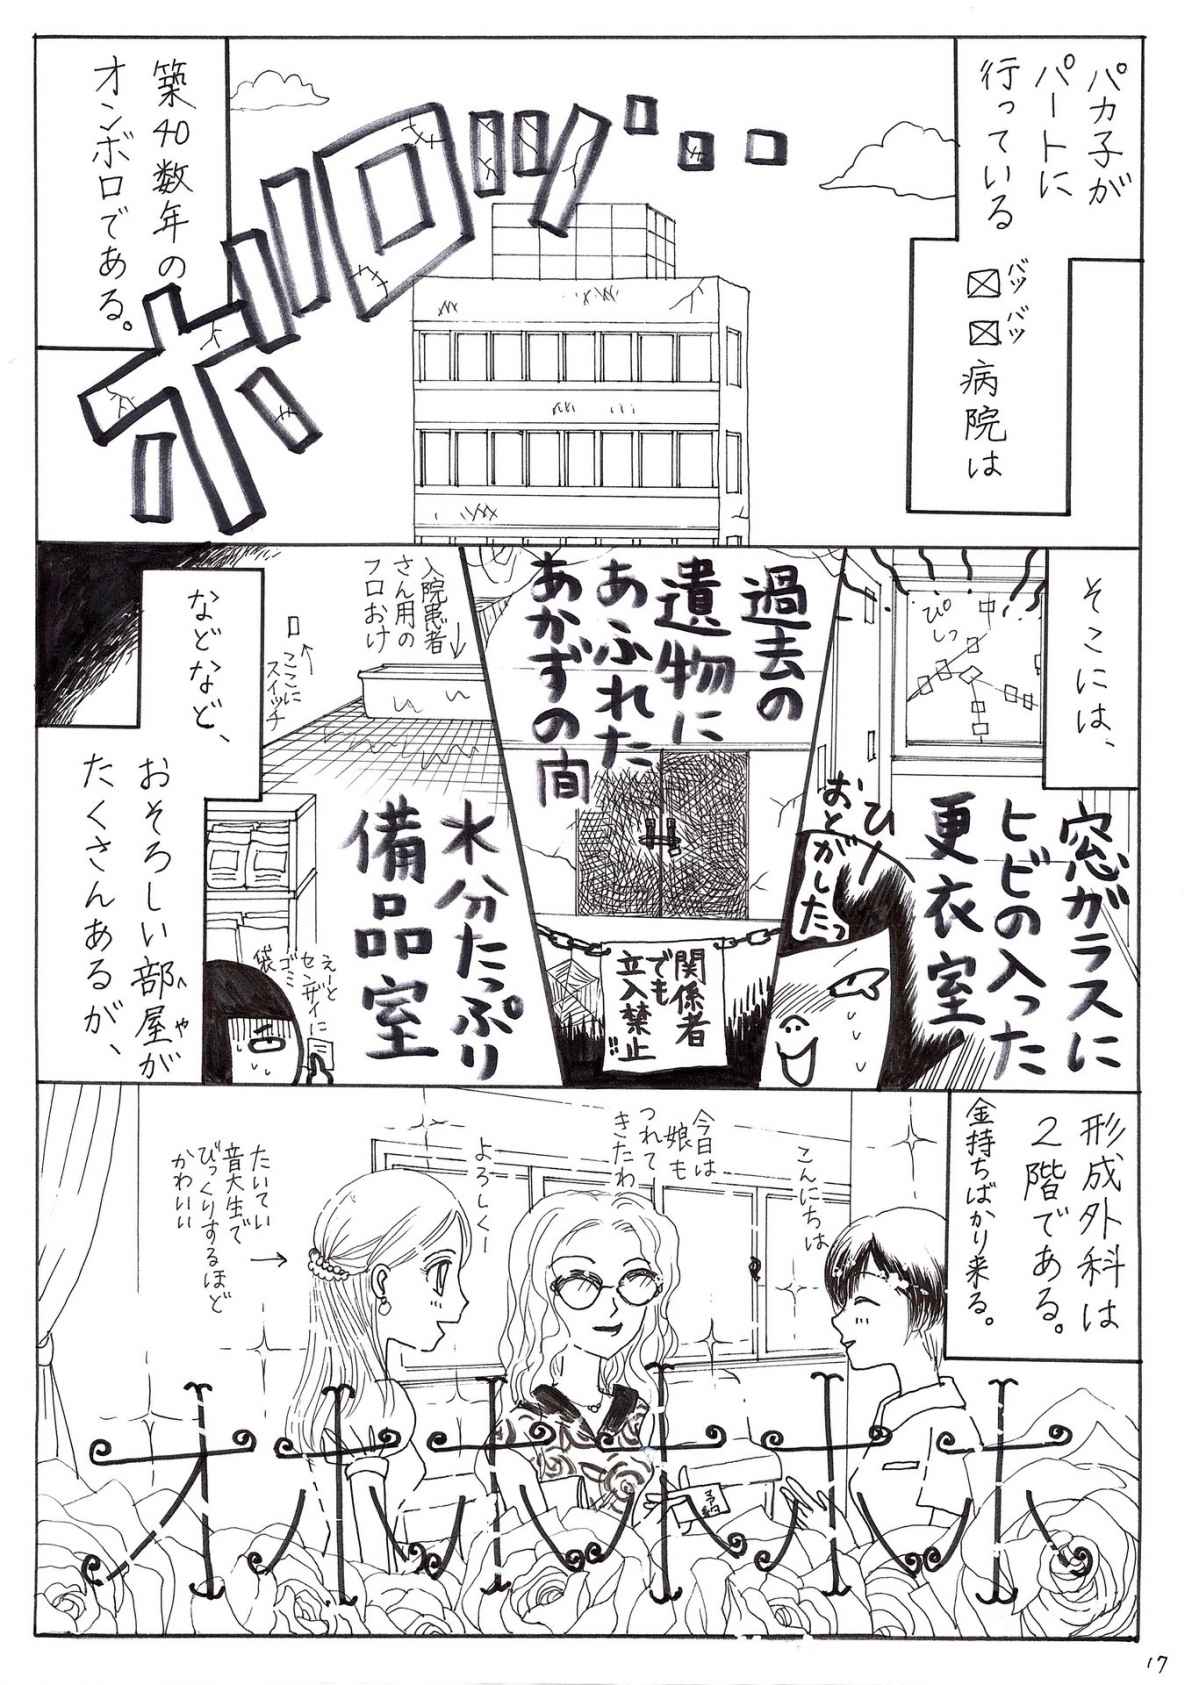 パカ子が
パートに
行っている
バツバツ
☒☒病院は
ボロッ…
築40数年の
オンボロである。
そこには、
ぴしっ
窓ガラスに
ヒビの入った
更衣室
ひ〜
おとがしたっ
過去の
遺物に
あふれた
あかずの間
関係者
でも
立入禁止!!
入院患者
さん用の
フロおけ
ここに
スイッチ
水分たっぷり
備品室
えーと
センザイに
ゴミ
袋
などなど、
おそろしい部屋が
ヘや
たくさんあるが、
形成外科は
2階である。
金持ちばかり来る。
こんにちは
今日は
娘も
つれて
きたわ
よろしくー
たいてい
音大生で
びっくりするほど
かわいい
予約
オホホホホホ
17